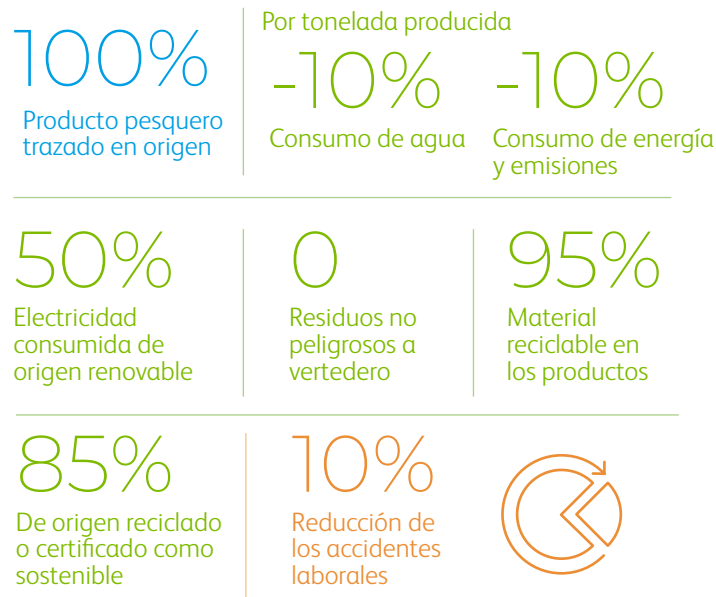 100%
Producto pesquero
trazado en origen
Por tonelada producida
-10%
Consumo de agua
-10%
Consumo de energía
y emisiones
50%
Electricidad
consumida de
origen renovable
0
Residuos no
peligrosos a
vertedero
95%
Material
reciclable en
los productos
85%
De origen reciclado
o certificado como
sostenible
10%
Reducción de
los accidentes
laborales